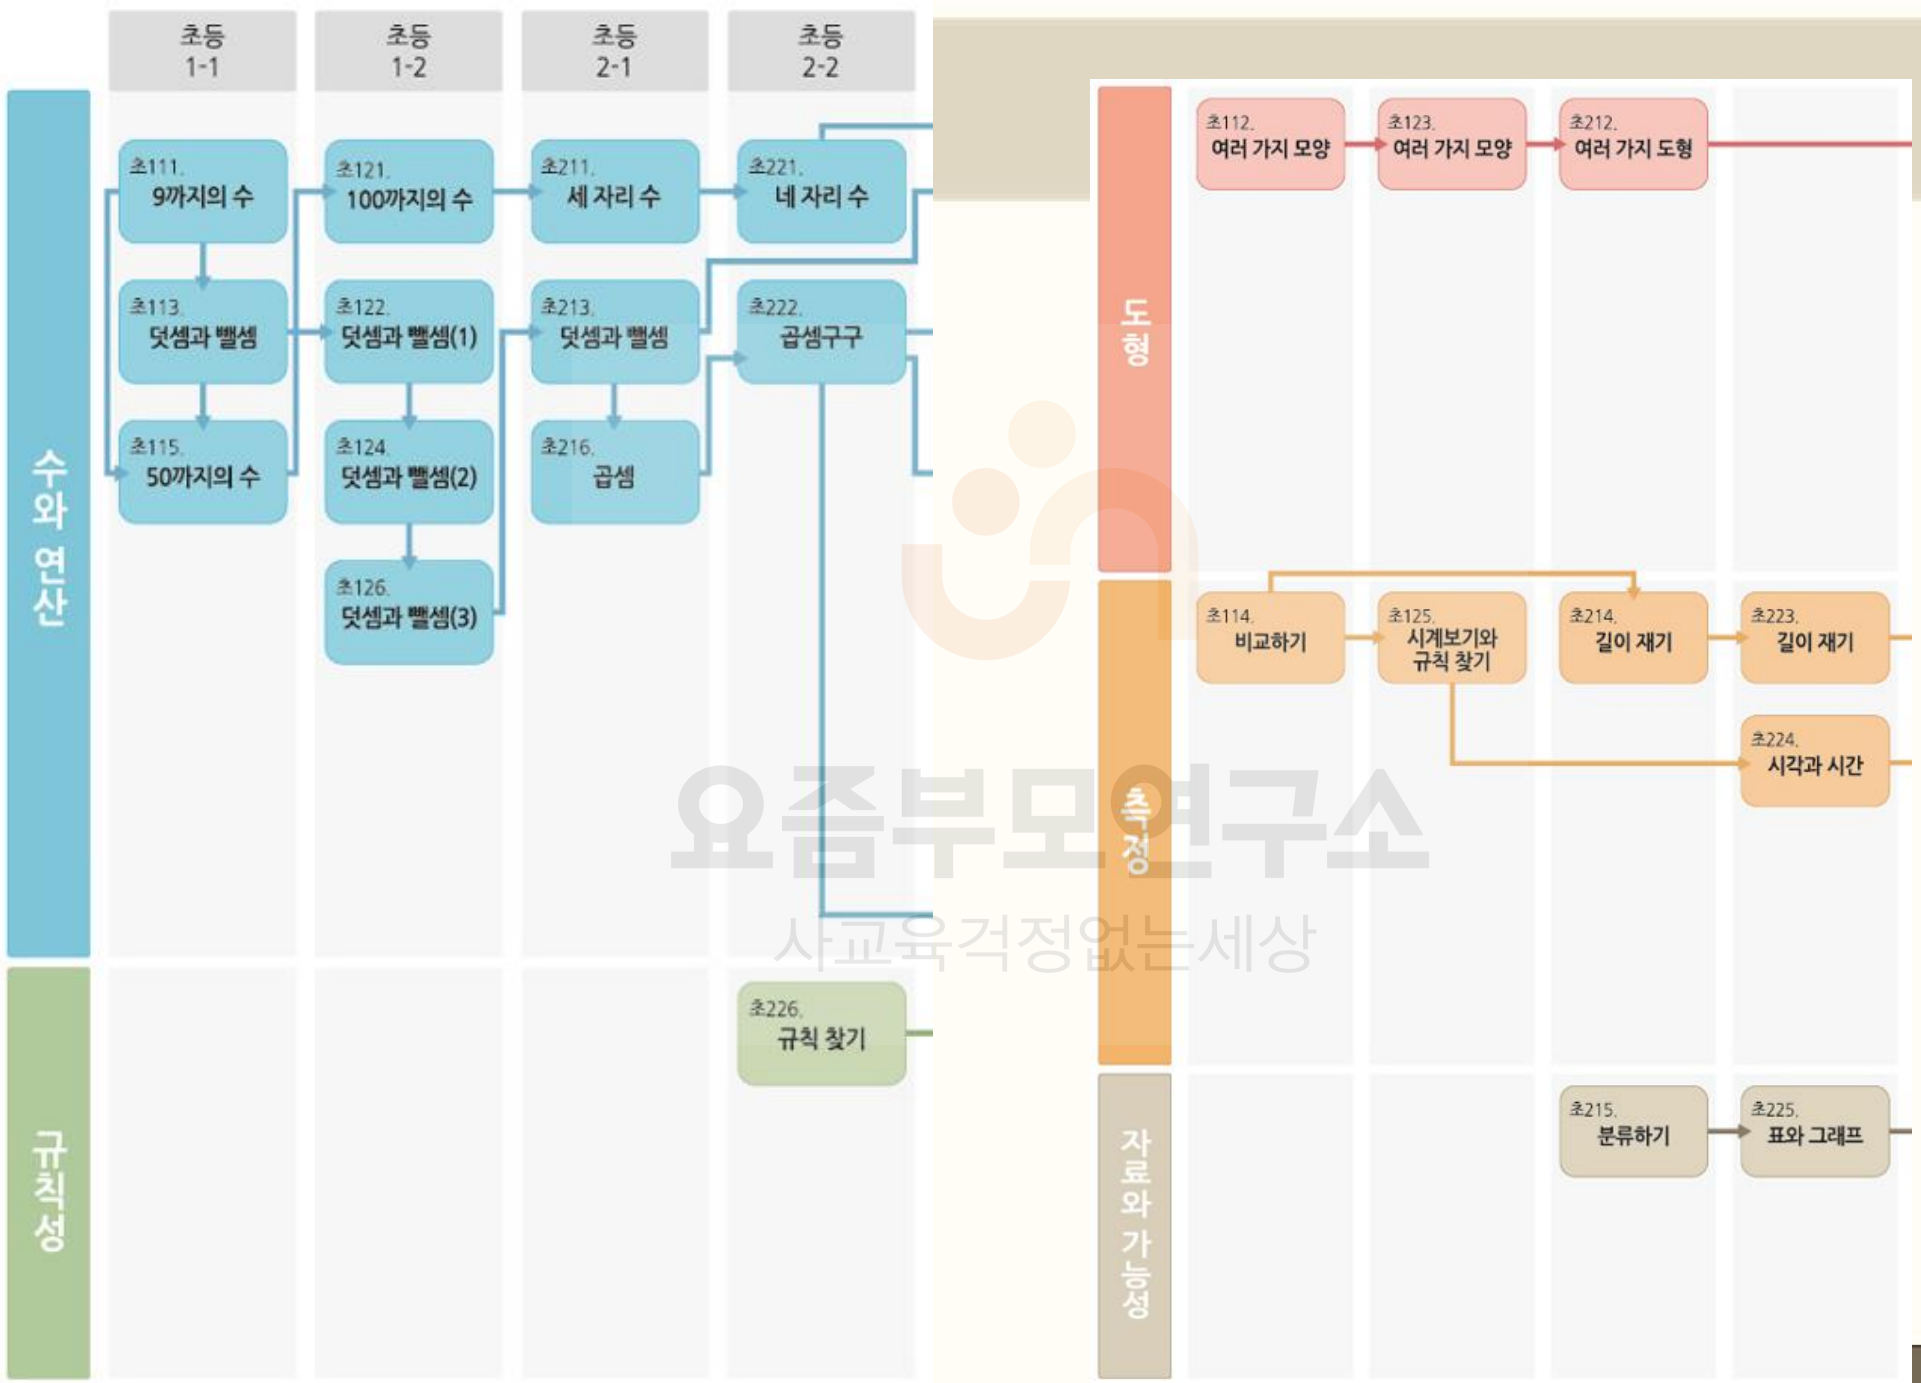 초등
1-1
초등
1-2
초등
2-1
초등
2-2
수와 연산
초111.
9까지의 수
초121.
100까지의 수
초211.
세 자리 수
초221.
네 자리 수
초113.
덧셈과 뺄셈
초122.
덧셈과 뺄셈(1)
초213.
덧셈과 뺄셈
초222.
곱셈구구
초115.
50까지의 수
초124.
덧셈과 뺄셈(2)
초216.
곱셈
초126.
덧셈과 뺄셈(3)
규칙성
초226.
규칙 찾기
도형
초112.
여러 가지 모양
초123.
여러 가지 모양
초212.
여러 가지 도형
측정
초114.
비교하기
초125.
시계보기와
규칙 찾기
초214.
길이 재기
초223.
길이 재기
초224.
시각과 시간
자료와 가능성
초215.
분류하기
초225.
표와 그래프
요즘부모연구소
사교육걱정없는세상